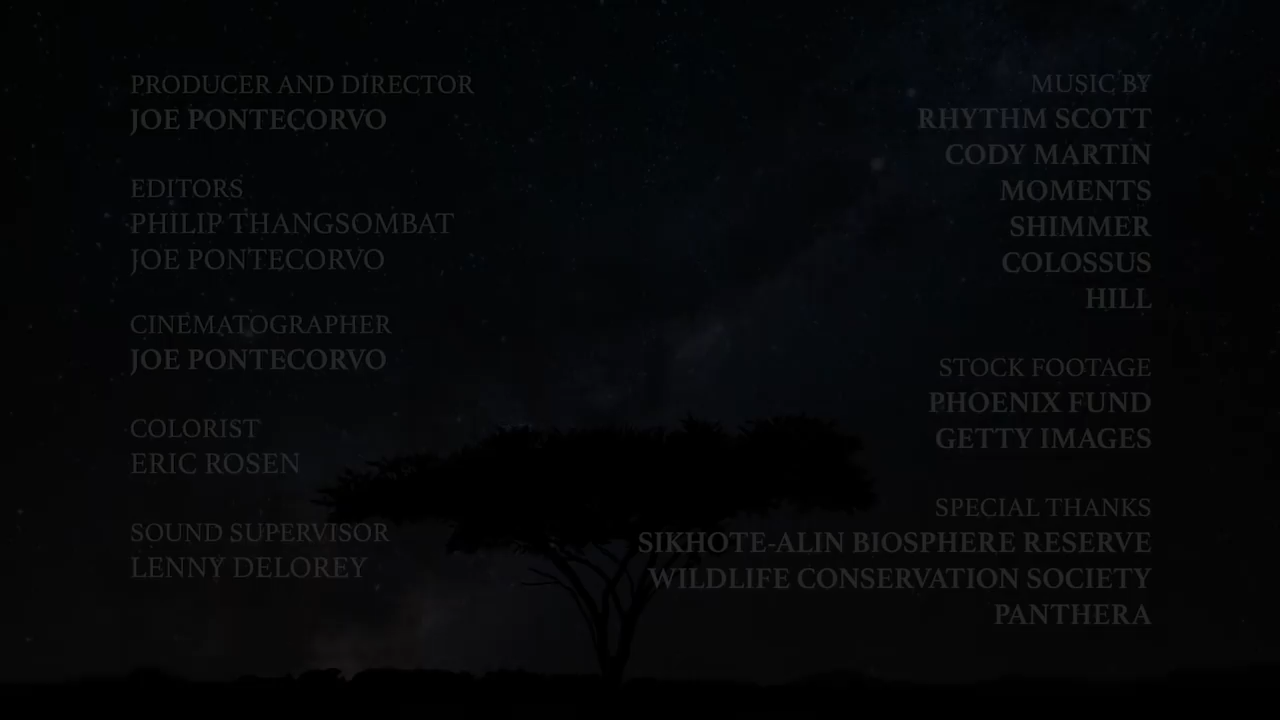 PRODUCER AND DIRECTOR
JOE PONTECORVO
EDITORS
PHILIP THANGSOMBAT
JOE PONTECORVO
CINEMATOGRAPHER
JOE PONTECORVO
COLORIST
ERIC ROSEN
SOUND SUPERVISOR
LENNY DELOREY
MUSIC BY
RHYTHM SCOTT
CODY MARTIN
MOMENTS
SHIMMER
COLOSSUS
HILL
STOCK FOOTAGE
PHOENIX FUND
GETTY IMAGES
SPECIAL THANKS
SIKHOTE-ALIN BIOSPHERE RESERVE
WILDLIFE CONSERVATION SOCIETY
PANTHERA